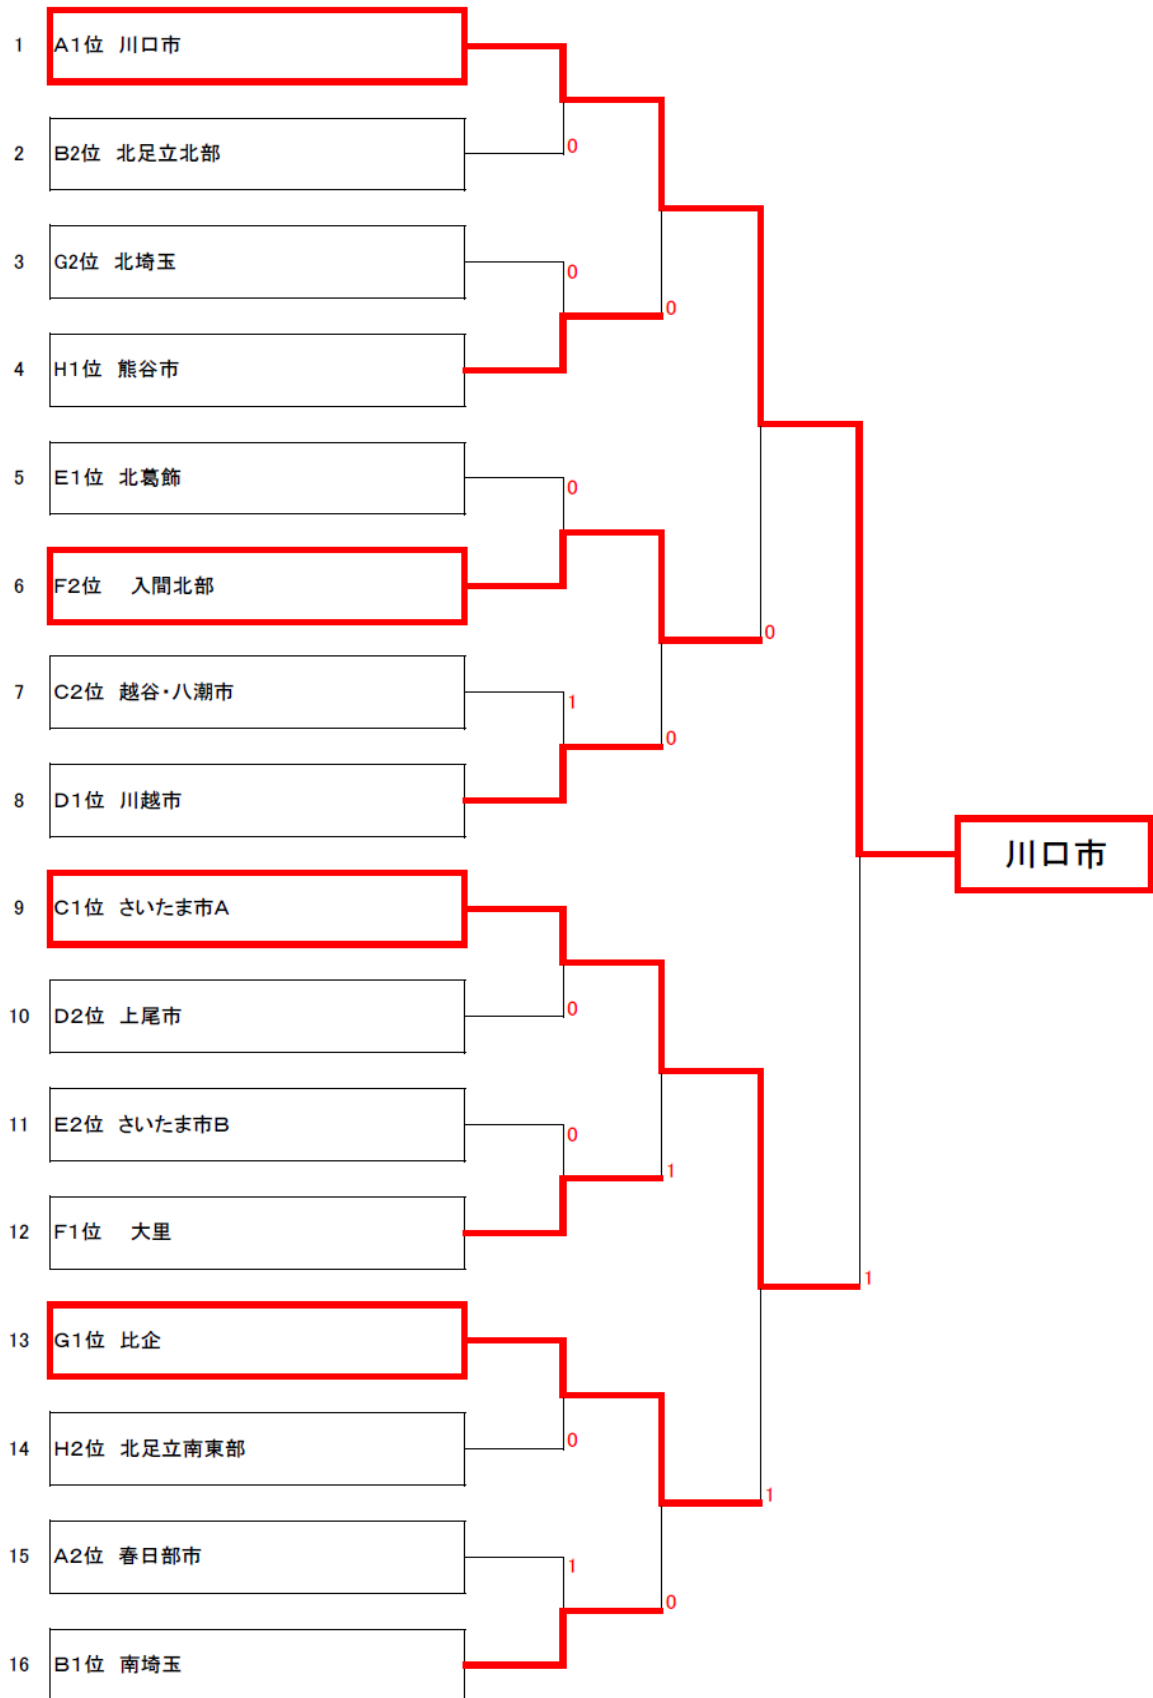 1 A1位 川口市
0
2 B2位 北足立北部
3 G2位 北埼玉
0
0
4 H1位 熊谷市
5 E1位 北葛飾
0
6 F2位 入間北部
0
7 C2位 越谷・八潮市
1
0
8 D1位 川越市
川口市
9 C1位 さいたま市A
10 D2位 上尾市
0
11 E2位 さいたま市B
0
1
12 F1位 大里
1
13 G1位 比企
14 H2位 北足立南東部
0
1
15 A2位 春日部市
1
0
16 B1位 南埼玉